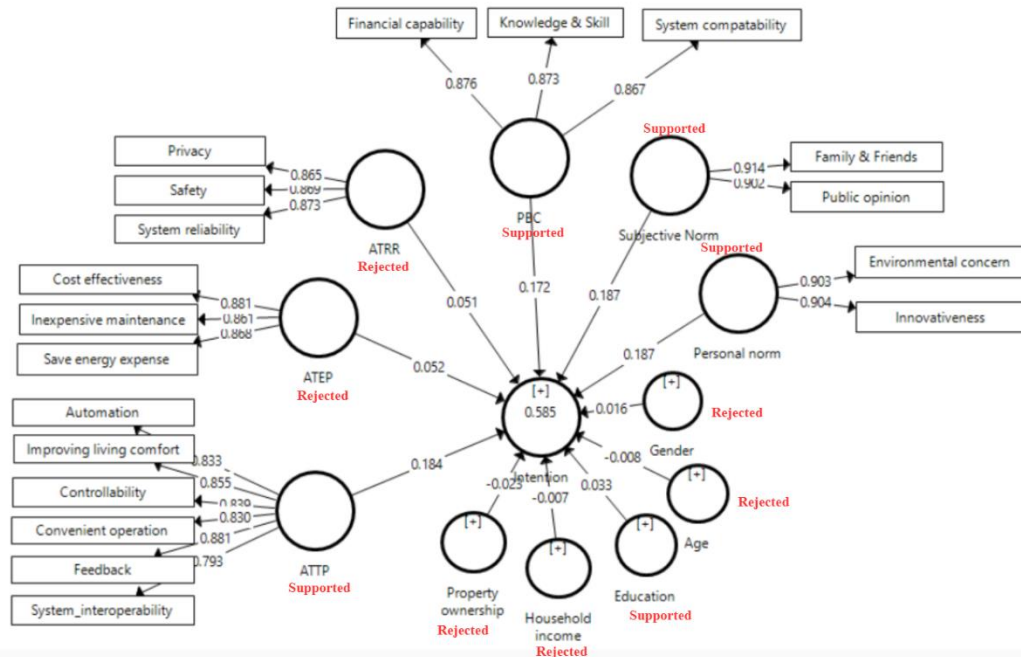 Financial capability
Knowledge & Skill
System compatability
0.876
0.873
0.867
Privacy
Safety
System reliability
0.865
0.869
0.873
ATRR
Rejected
PBC
Supported
Supported
Subjective Norm
0.914
0.902
Family & Friends
Public opinion
Supported
Personal norm
0.903
0.904
Environmental concern
Innovativeness
Cost effectiveness
Inexpensive maintenance
Save energy expense
0.881
0.861
0.868
ATEP
Rejected
0.051
0.172
0.187
0.187
0.052
[+]
0.585
Intention
0.016
[+]
Gender
Rejected
-0.008
[+]
Age
Rejected
Automation
Improving living comfort
Controllability
Convenient operation
Feedback
System_interoperability
0.833
0.855
0.839
0.830
0.881
0.793
ATTP
Supported
0.184
-0.023
-0.007
0.033
[+]
Property
ownership
Rejected
[+]
Household
income
Rejected
[+]
Education
Supported